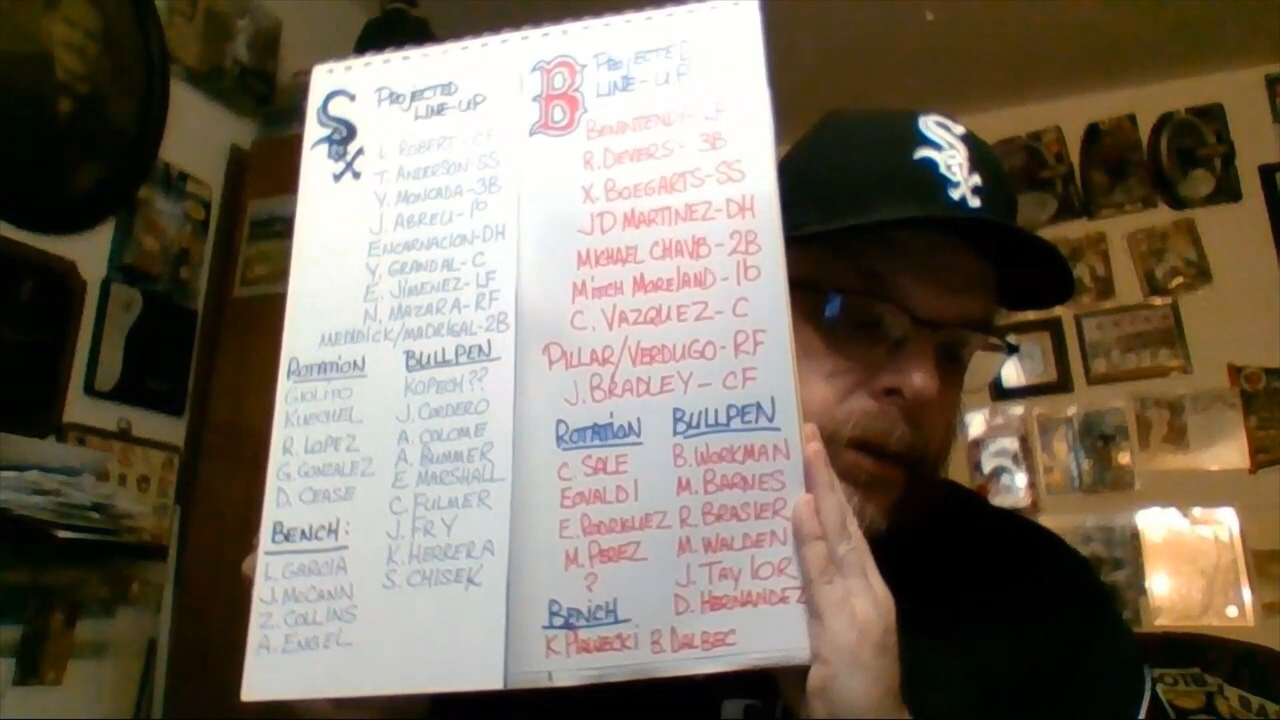 PROJECTED
LINE-UP
L. ROBERT - CF
T. ANDERSON-SS
Y. MONCADA-3B
J. ABREU-1b
ENCARNACION-DH
Y. GRANDAL-C
E. JIMENEZ-LF
N. MAZARA-RF
MENDICK/MADRIGAL-2B
ROTATION
GIOLITO
KUECHEL
R. LOPEZ
G. GONZALEZ
D. CEASE
BENCH:
L. GARCIA
J. McCANN
Z. COLLINS
A. ENGEL
BULLPEN
KOPECH??
J. CORDERO
A. COLOME
A. BUMMER
E. MARSHALL
C. FULMER
J. FRY
K. HERRERA
S. CHISEK
B
PROJECTED
LINE-UP
BENINTENDI-LF
R. DEVERS - 3B
X. BOEGARTS-SS
JD MARTINEZ-DH
MICHAEL CHAVIS-2B
Mitch MorelAND-1b
C. VAZQUEZ-C
PILLAR/VERDUGO-RF
J. BRADLEY-CF
ROTATION
C. SALE
EOVALDI
E. RODRIGUEZ
M. PEREZ
?
BULLPEN
B. WORKMAN
M. BARNES
R. BRASIER
M. WALDEN
J. TAYlOR
D. HERNANDEZ
BENCH
K PlAWECKI B. DALBEC
Sox